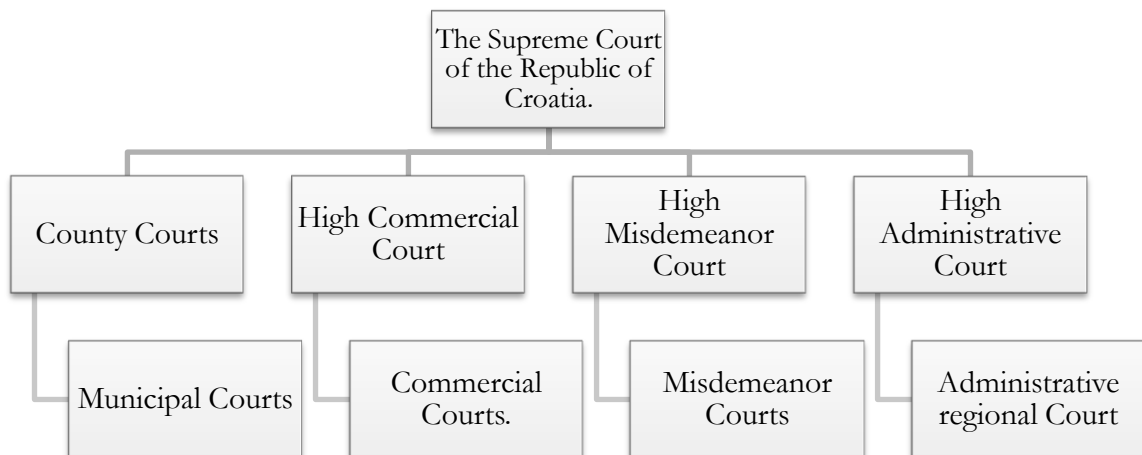 The Supreme Court
of the Republic of
Croatia.
County Courts
High Commercial
Court
High
Misdemeanor
Court
High
Administrative
Court
Municipal Courts
Commercial
Courts.
Misdemeanor
Courts
Administrative
regional Court